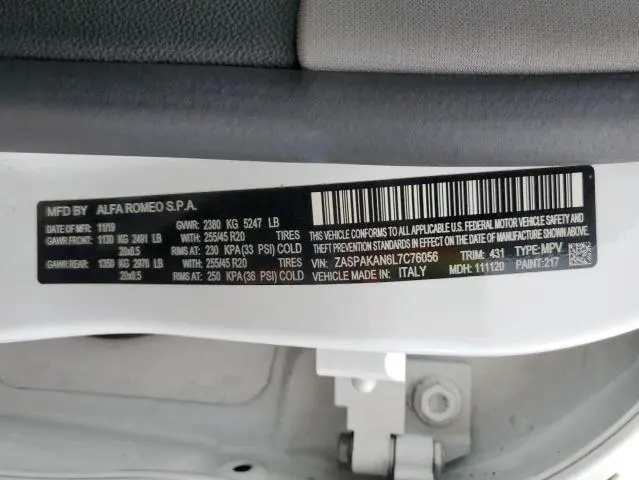 MFD BY ALFA ROMEO S.P.A.
DATE OF MFR: 11/19 GVWR: 2380 KG 5247 LB
GAWR FRONT: 1130 KG 2491 LB WITH: 255/45 R20 TIRES
20x8.5 RIMS AT: 230 KPA(33 PSI) COLD
GAWR REAR: 1350 KG 2976 LB WITH: 255/45 R20 TIRES
20x8.5 RIMS AT: 250 KPA(36 PSI) COLD
THIS VEHICLE CONFORMS TO ALL APPLICABLE U.S. FEDERAL MOTOR VEHICLE SAFETY AND
THEFT PREVENTION STANDARDS IN EFFECT ON THE DATE OF MANUFACTURE SHOWN ABOVE.
VIN: ZASPAKAN6L7C76056 TRIM: 431 TYPE: MPV
VEHICLE MADE IN: ITALY MDH: 111120 PAINT: 217